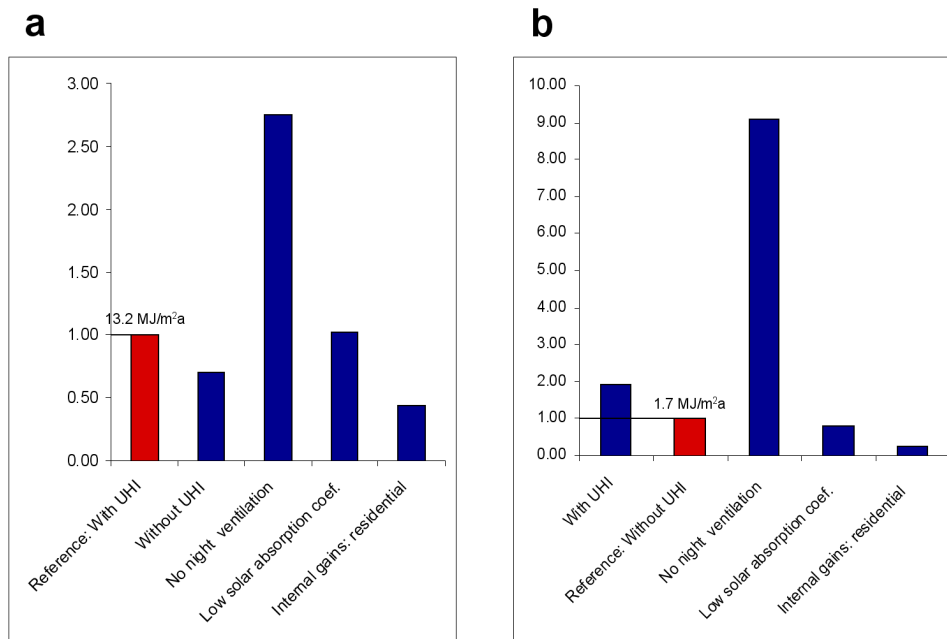 a
3.00
2.50
2.00
1.50
1.00
0.50
0.00
13.2 MJ/m²a
Reference: With UHI
Without UHI
No night ventilation
Low solar absorption coef.
Internal gains: residential
b
10.00
9.00
8.00
7.00
6.00
5.00
4.00
3.00
2.00
1.00
0.00
1.7 MJ/m²a
With UHI
Reference: Without UHI
No night ventilation
Low solar absorption coef.
Internal gains: residential